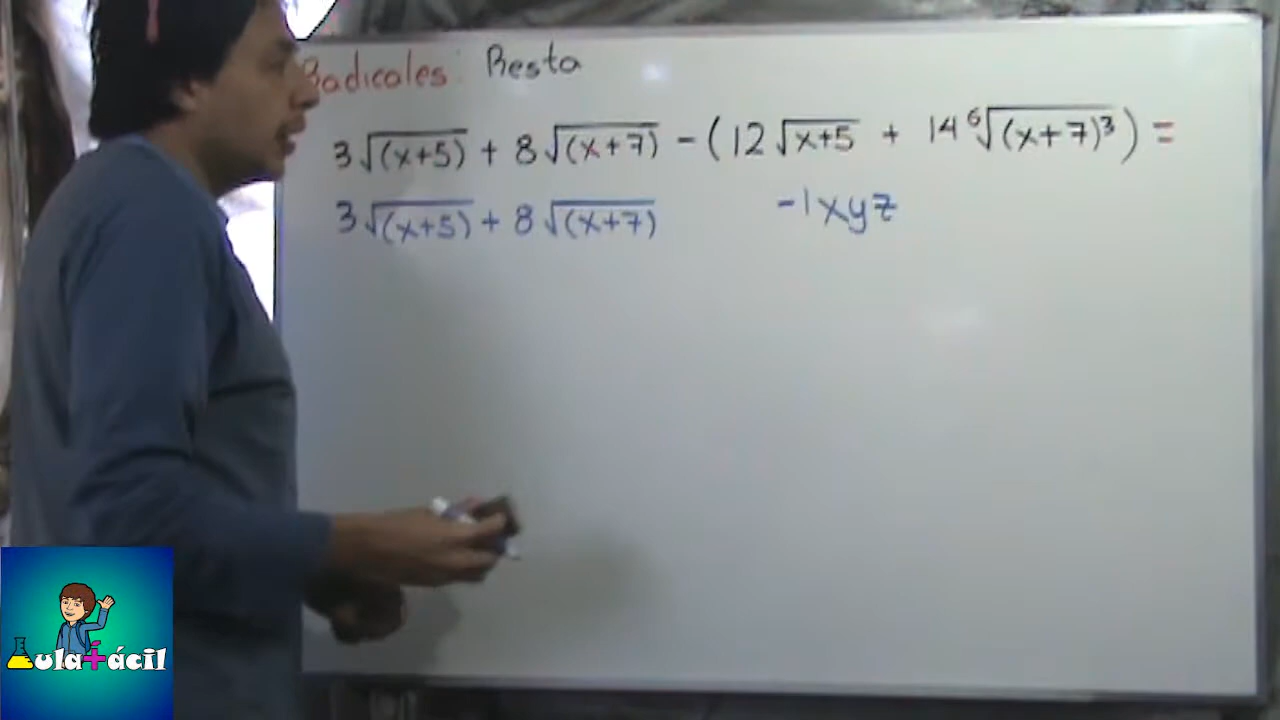 Radicales: Resta
3√(x+5) + 8√(x+7) - (12√x+5 + 14 ⁶√(x+7)³) =
3√(x+5) + 8√(x+7) -1xyz
Aula+ácil